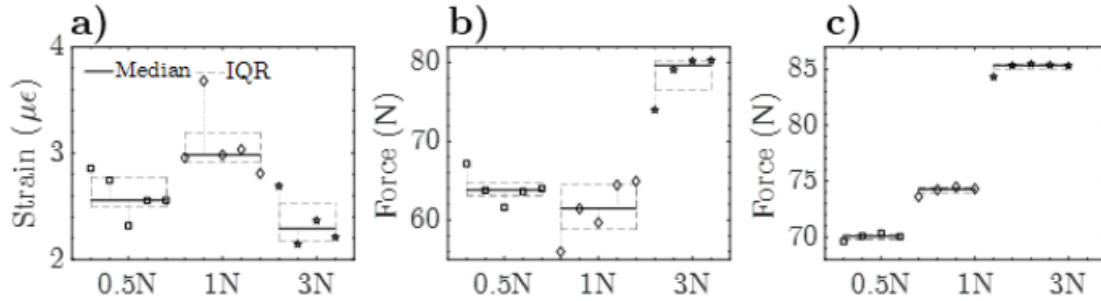 a)
Strain (με)
4
3
2
Median
IQR
0.5N 1N 3N
b)
Force (N)
80
70
60
0.5N 1N 3N
c)
Force (N)
85
80
75
70
0.5N 1N 3N